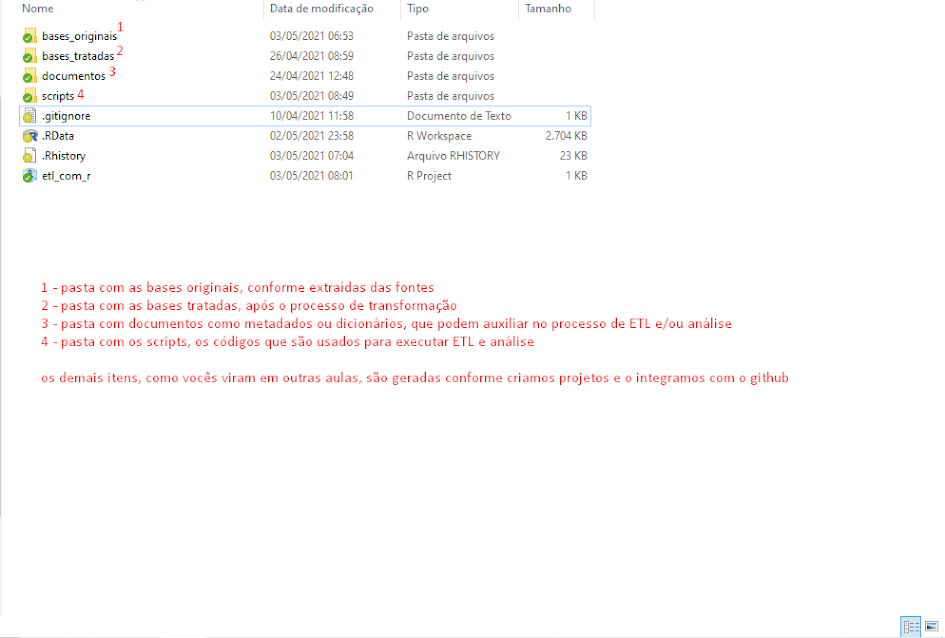 Nome Data de modificação Tipo Tamanho
bases_originais 1 03/05/2021 06:53 Pasta de arquivos
bases_tratadas 2 26/04/2021 08:59 Pasta de arquivos
documentos 3 24/04/2021 12:48 Pasta de arquivos
scripts 4 03/05/2021 08:49 Pasta de arquivos
.gitignore 10/04/2021 11:58 Documento de Texto 1 KB
.RData 02/05/2021 23:58 R Workspace 2.704 KB
.Rhistory 03/05/2021 07:04 Arquivo RHISTORY 23 KB
etl_com_r 03/05/2021 08:01 R Project 1 KB
1 - pasta com as bases originais, conforme extraídas das fontes
2 - pasta com as bases tratadas, após o processo de transformação
3 - pasta com documentos como metadados ou dicionários, que podem auxiliar no processo de ETL e/ou análise
4 - pasta com os scripts, os códigos que são usados para executar ETL e análise
os demais itens, como vocês viram em outras aulas, são geradas conforme criamos projetos e o integramos com o github